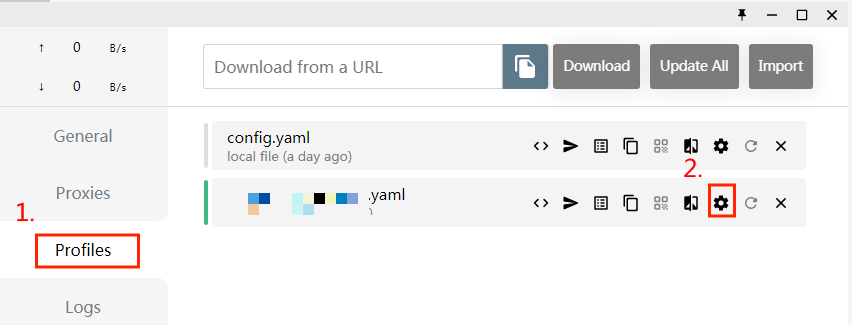 ↑ 0 B/s
Download from a URL
Download
Update All
Import
↓ 0 B/s
General
config.yaml
local file (a day ago)
2.
Proxies
.yaml
1.
Profiles
Logs